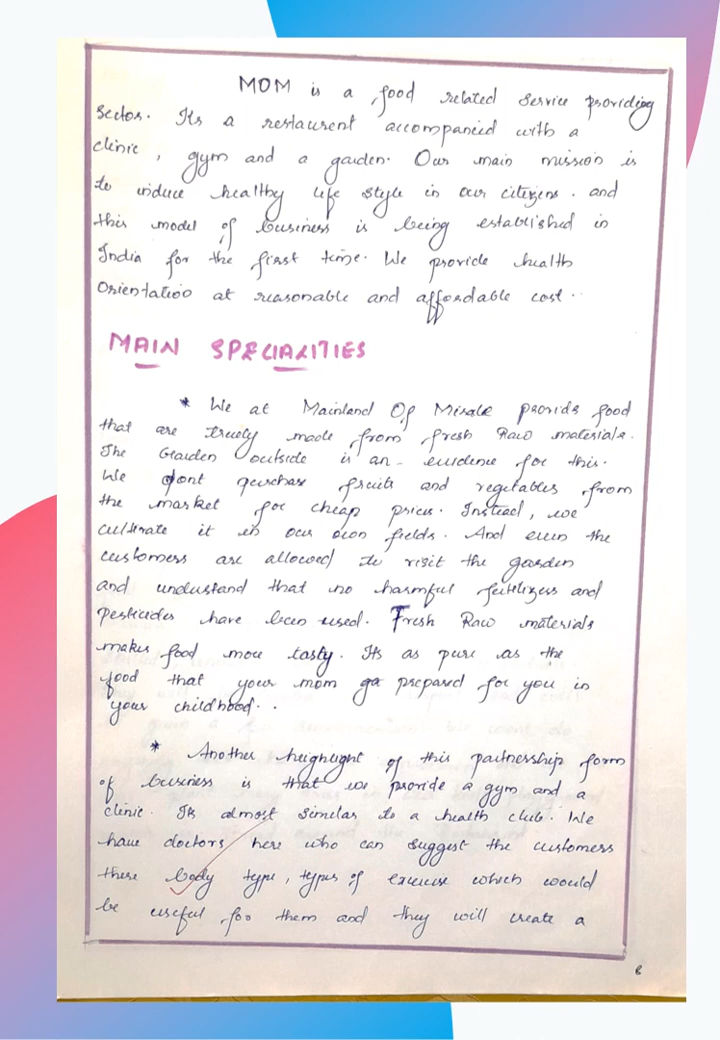 MOM is a food related service providing
sector. Its a restaurent accompanied with a
clinic, gym and a garden. Our main mission is
to induce healthy life style in our citizens. and
this model of business is being established in
India for the first time. We provide health
Orientation at reasonable and affordable cost..
MAIN SPECIALITIES
* We at Mainland Of Misale provide food
that are truely made from fresh Raw materials.
The Garden outside is an evidence for this.
We dont purchase fruits and vegetables from
the market for cheap prices. Instead, we
cultivate it in our own fields. And even the
customers are allowed to visit the garden
and understand that no harmful fertilizers and
pesticides have been used. Fresh Raw materials
makes food more tasty. Its as pure as the
food that your mom prepared for you in
your childhood..
* Another highlight of this partnership form
of business is that we provide a gym and a
clinic. Its almost similar to a health club. We
have doctors here who can suggest the customers
there body type, types of exercise which would
be useful for them and they will create a